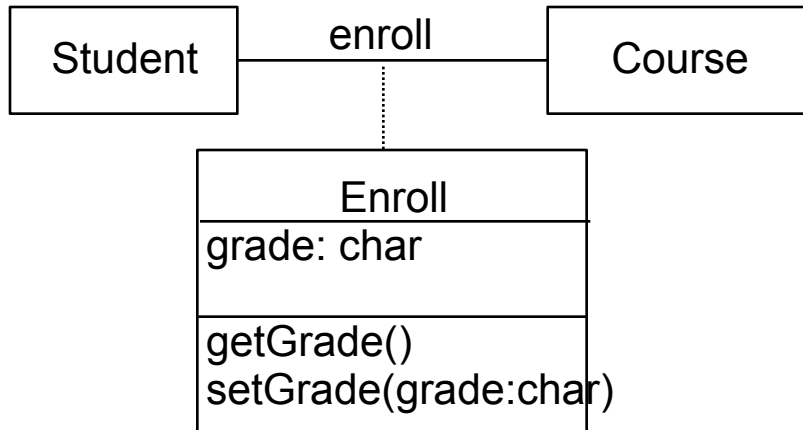 Student
enroll
Course
Enroll
grade: char
getGrade()
setGrade(grade:char)